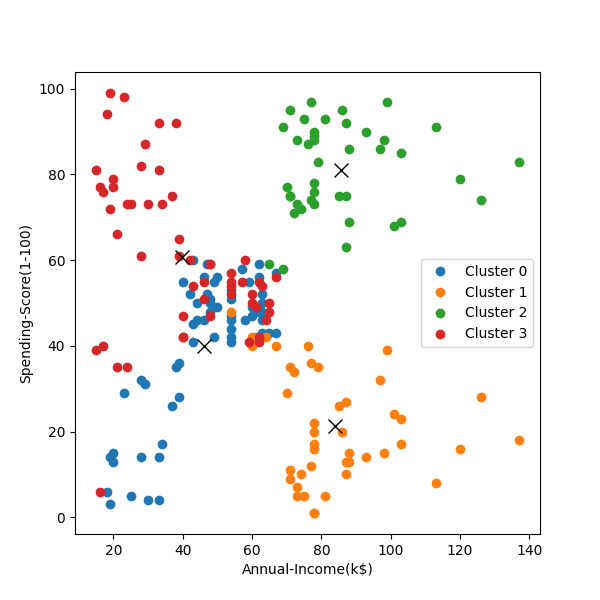 100
80
60
40
20
0
Spending-Score(1-100)
Cluster 0
Cluster 1
Cluster 2
Cluster 3
20 40 60 80 100 120 140
Annual-Income(k$)